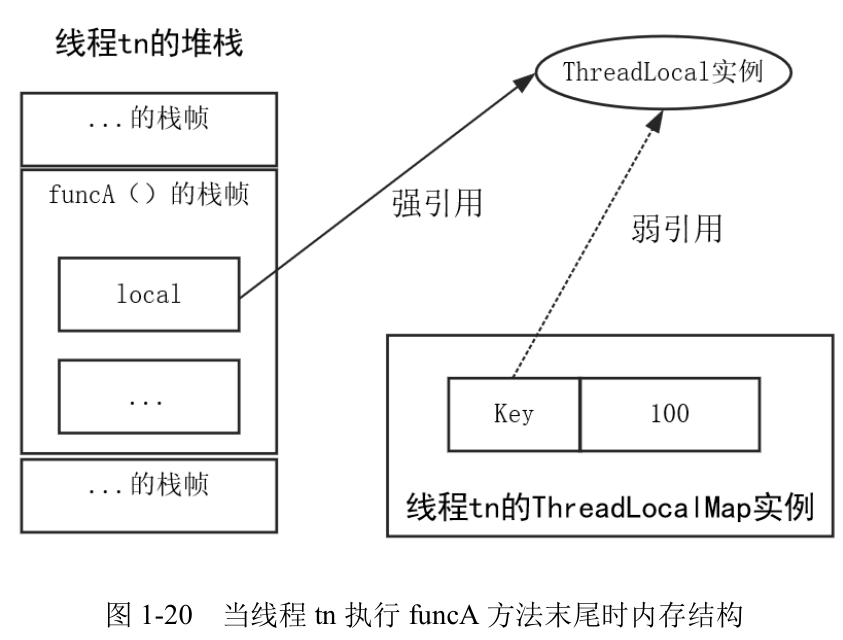 线程tn的堆栈
ThreadLocal实例
...的栈帧
funcA（）的栈帧
强引用
弱引用
local
...
Key
100
...的栈帧
线程tn的ThreadLocalMap实例
图 1-20 当线程 tn 执行 funcA 方法末尾时内存结构